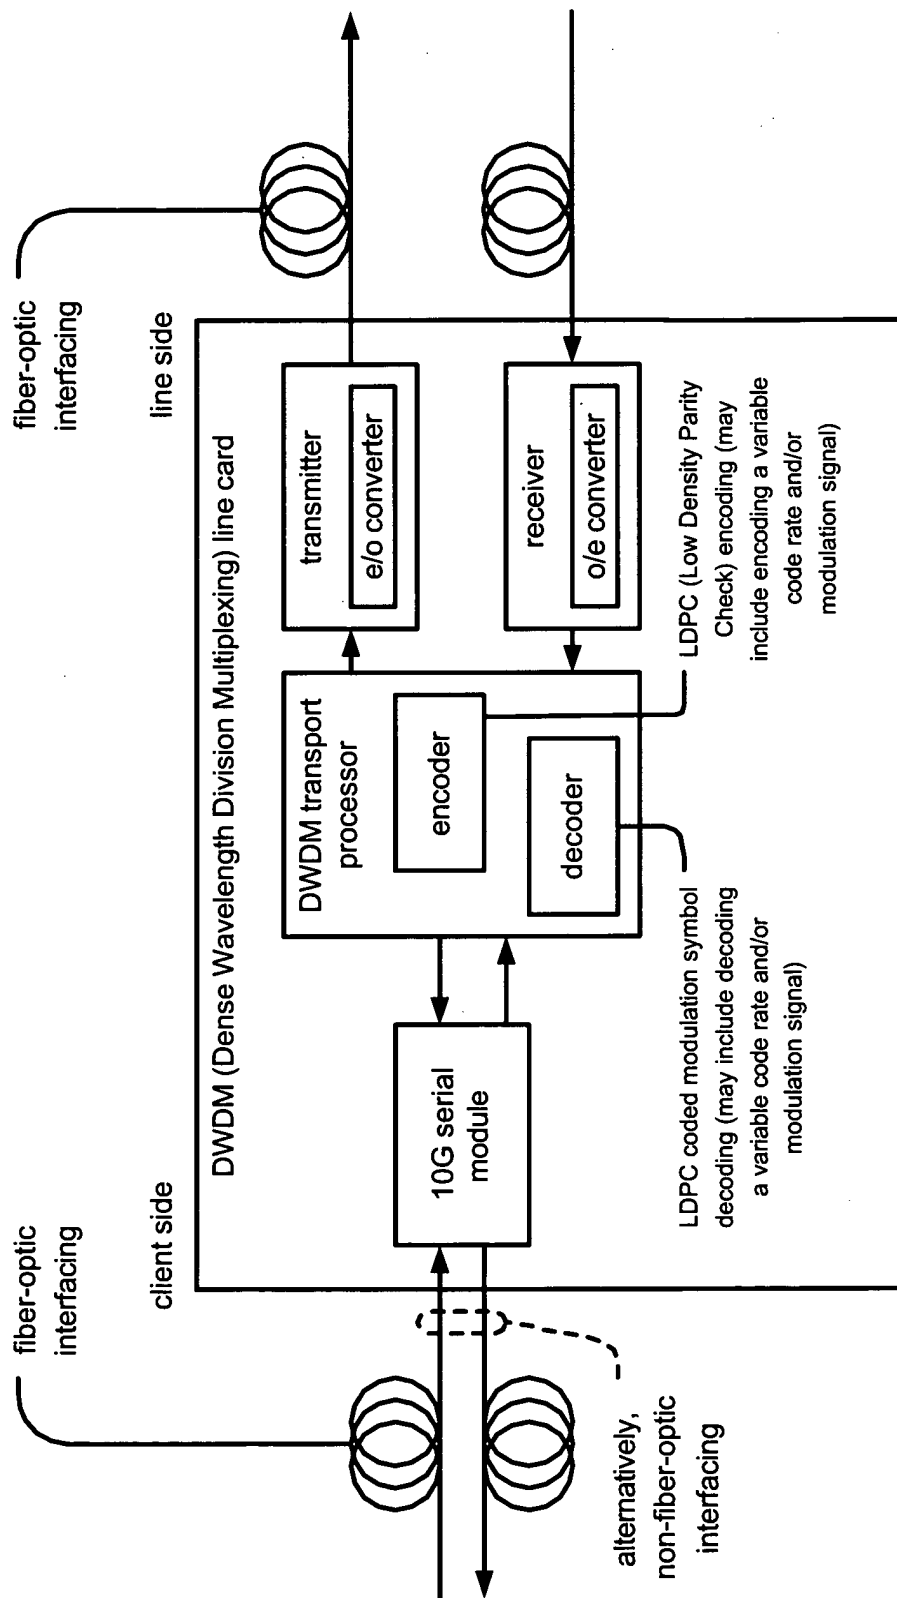 fiber-optic
interfacing
client side
fiber-optic
interfacing
line side
DWDM (Dense Wavelength Division Multiplexing) line card
10G serial
module
DWDM transport
processor
encoder
decoder
transmitter
e/o converter
receiver
o/e converter
alternatively,
non-fiber-optic
interfacing
LDPC coded modulation symbol
decoding (may include decoding
a variable code rate and/or
modulation signal)
LDPC (Low Density Parity
Check) encoding (may
include encoding a variable
code rate and/or
modulation signal)